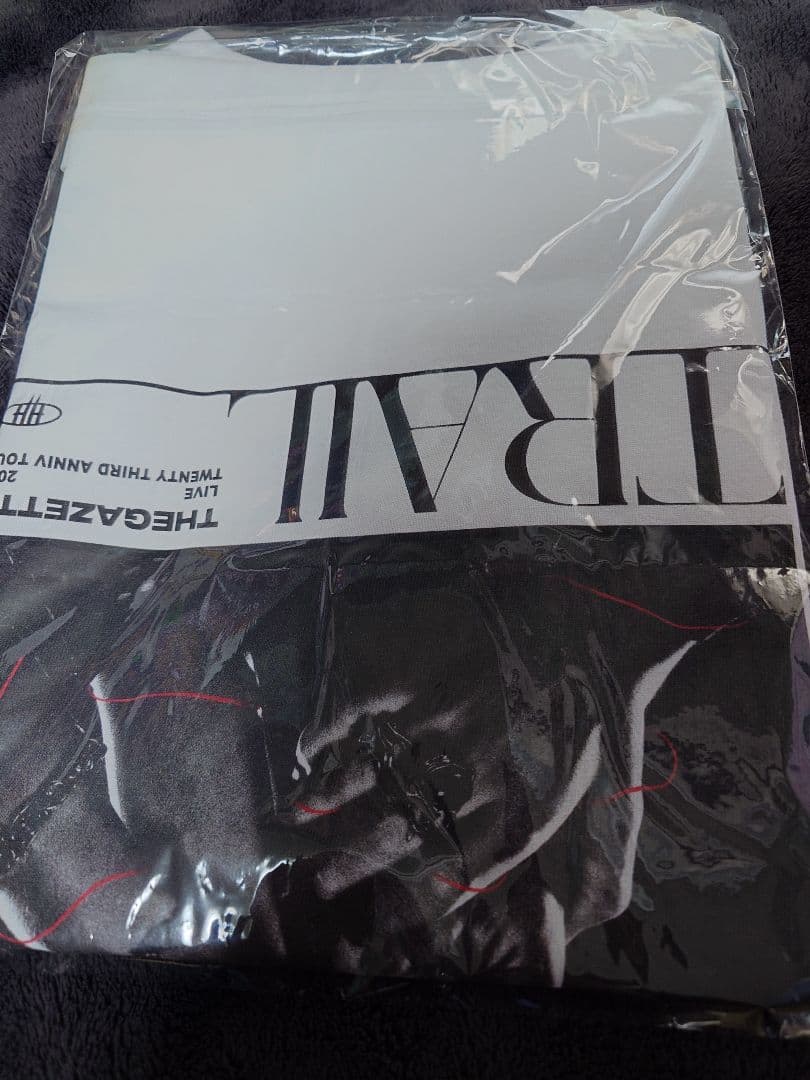 TRAIL
THEGAZETT
LIVE
TWENTY THIRD ANNIV TOU
20